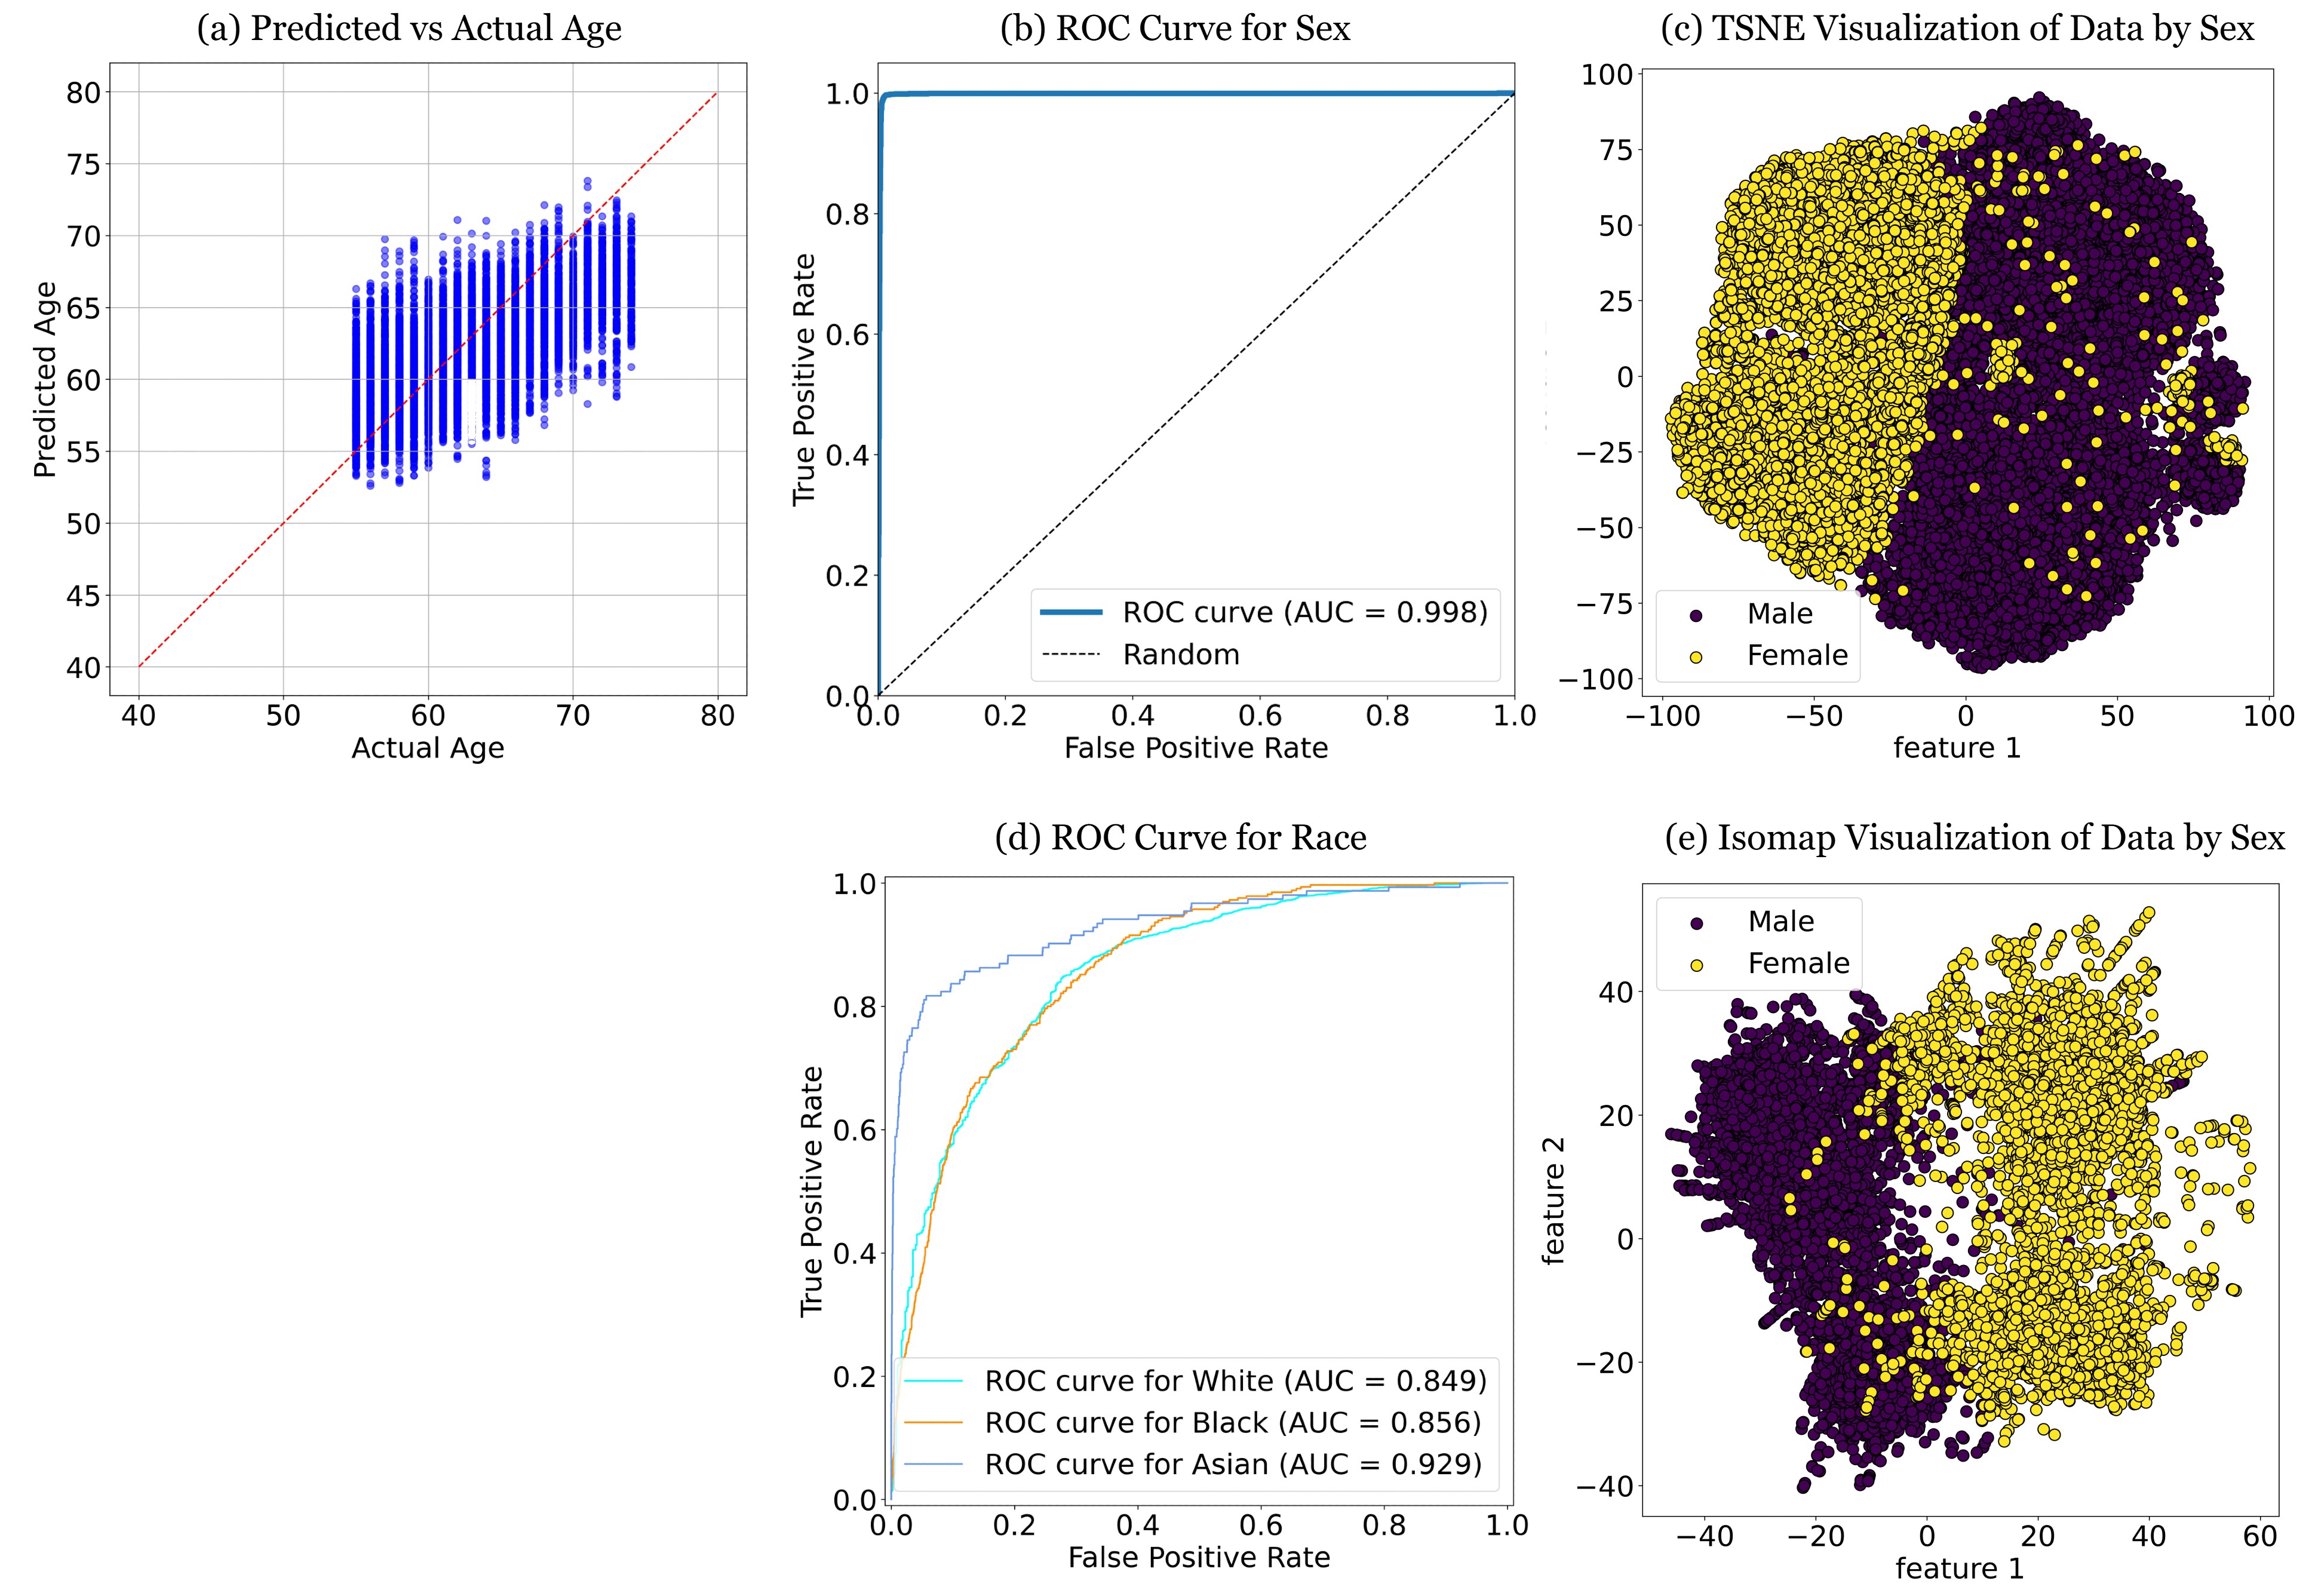 (a) Predicted vs Actual Age
80
75
70
65
60
55
50
45
40
Predicted Age
40 50 60 70 80
Actual Age
(b) ROC Curve for Sex
1.0
0.8
0.6
0.4
0.2
0.0
True Positive Rate
ROC curve (AUC = 0.998)
Random
0.0 0.2 0.4 0.6 0.8 1.0
False Positive Rate
(c) TSNE Visualization of Data by Sex
100
75
50
25
0
−25
−50
−75
−100
Male
Female
−100 −50 0 50 100
feature 1
(d) ROC Curve for Race
1.0
0.8
0.6
0.4
0.2
0.0
True Positive Rate
ROC curve for White (AUC = 0.849)
ROC curve for Black (AUC = 0.856)
ROC curve for Asian (AUC = 0.929)
0.0 0.2 0.4 0.6 0.8 1.0
False Positive Rate
(e) Isomap Visualization of Data by Sex
Male
Female
40
20
0
−20
−40
feature 2
−40 −20 0 20 40 60
feature 1